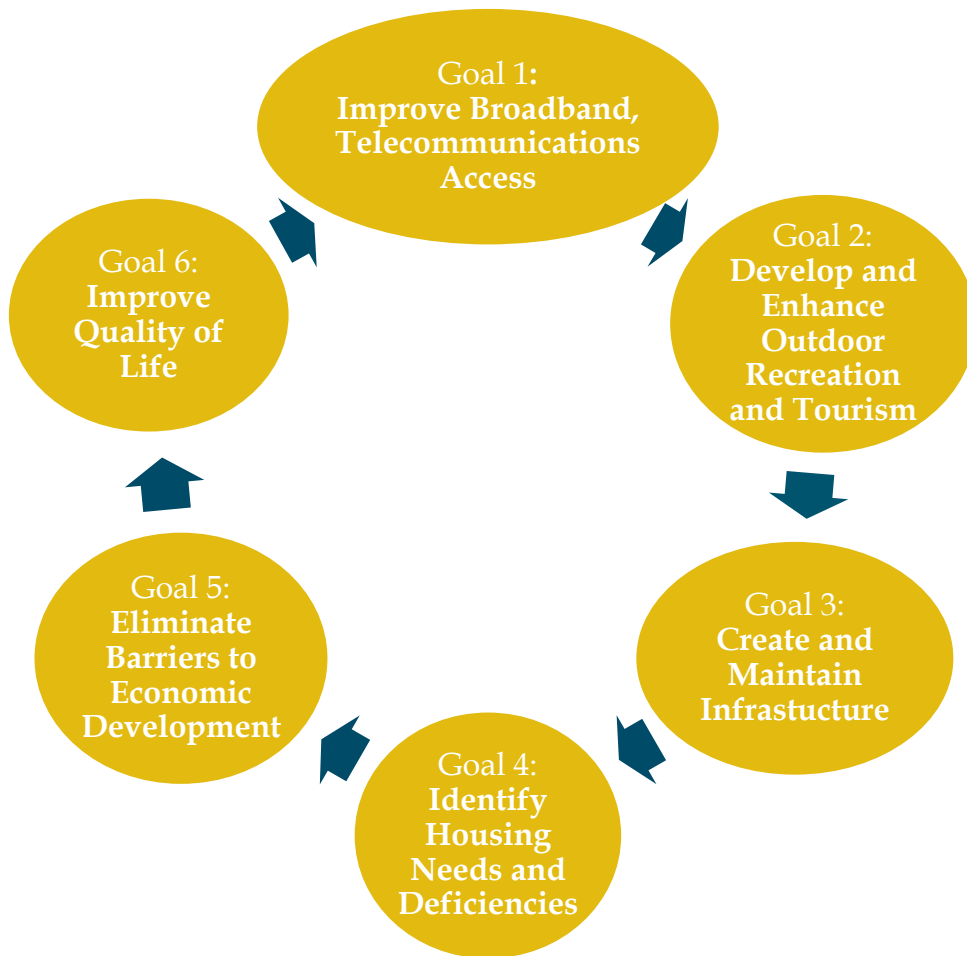 Goal 1:
Improve Broadband,
Telecommunications
Access
Goal 2:
Develop and
Enhance
Outdoor
Recreation
and Tourism
Goal 3:
Create and
Maintain
Infrastucture
Goal 4:
Identify
Housing
Needs and
Deficiencies
Goal 5:
Eliminate
Barriers to
Economic
Development
Goal 6:
Improve
Quality of
Life